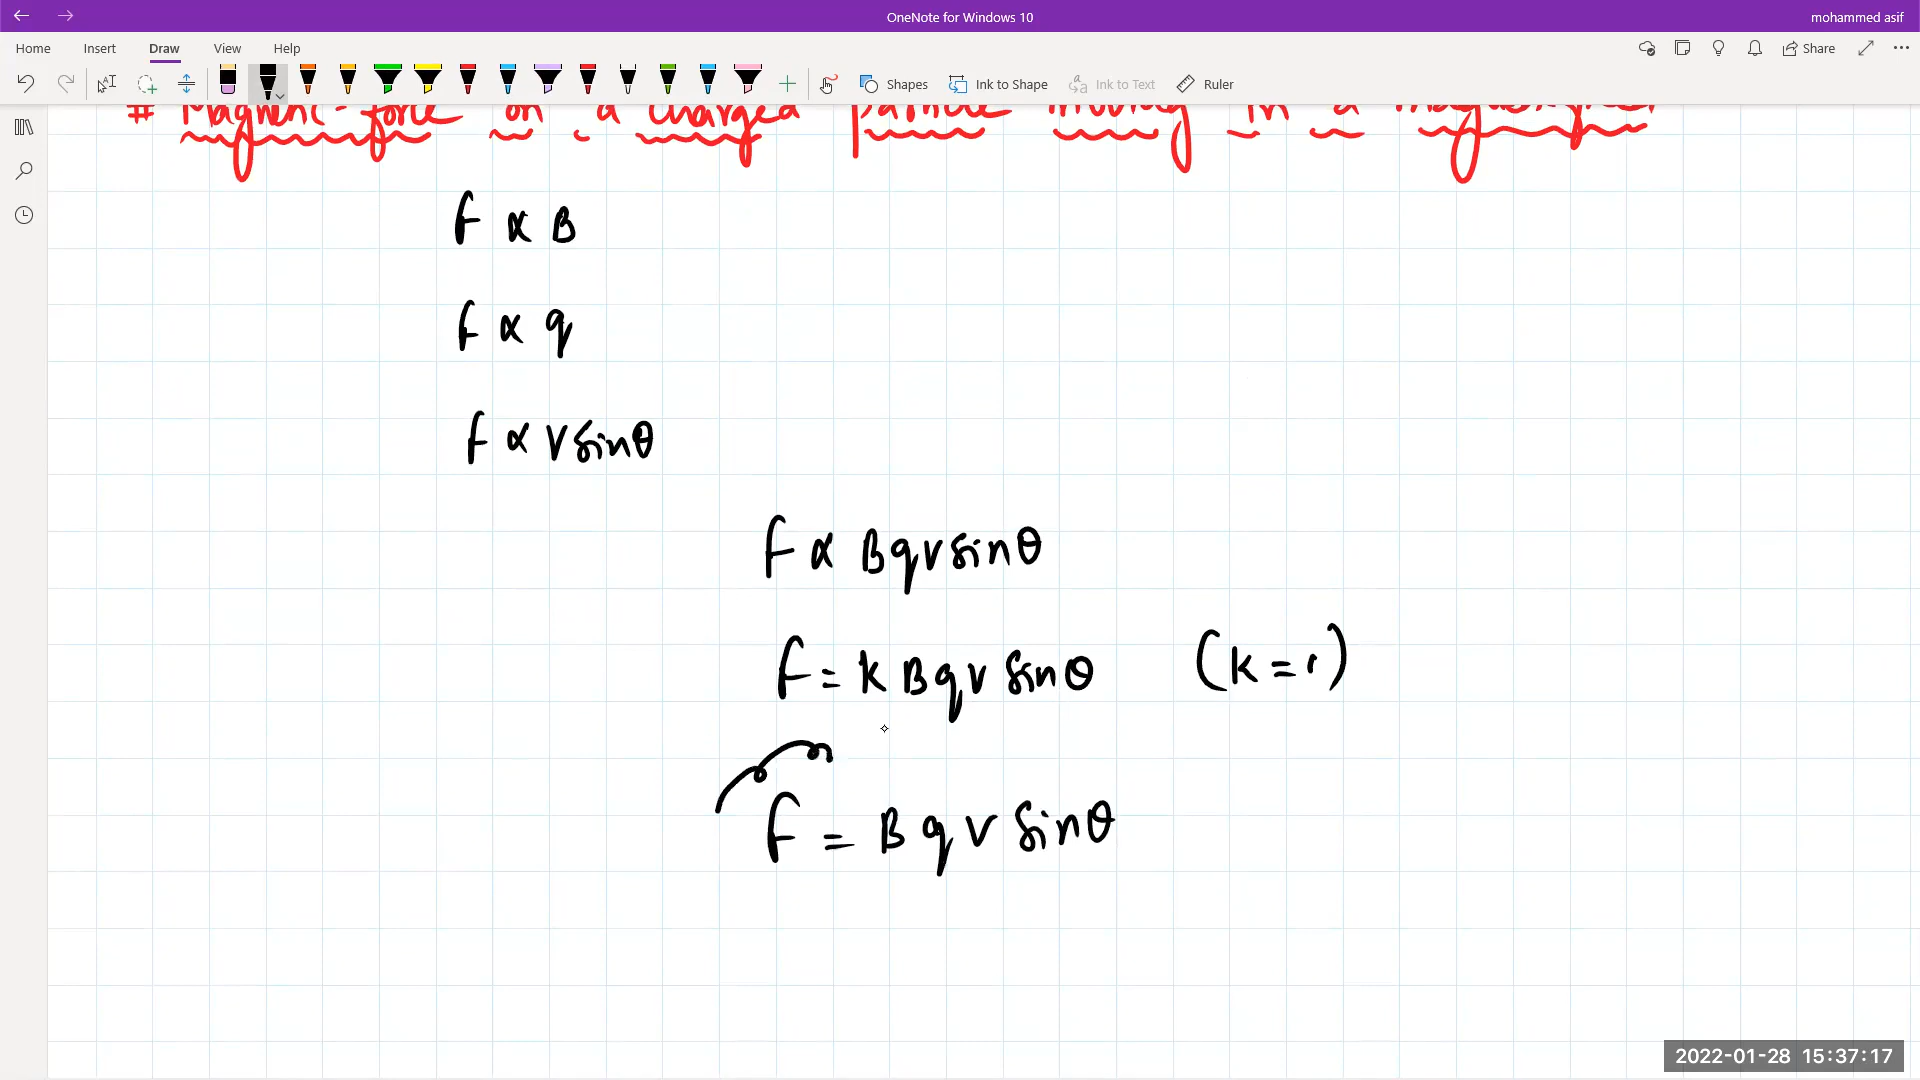 OneNote for Windows 10
mohammed asif
Home Insert Draw View Help
Share
Shapes Ink to Shape Ink to Text Ruler
# Magnetic force on a charged particle moving in a magnetic field
F ∝ B
F ∝ q
F ∝ v sinθ
F ∝ Bqv sinθ
F = K Bqv sinθ (K = 1)
F = Bqv sinθ
2022-01-28 15:37:17